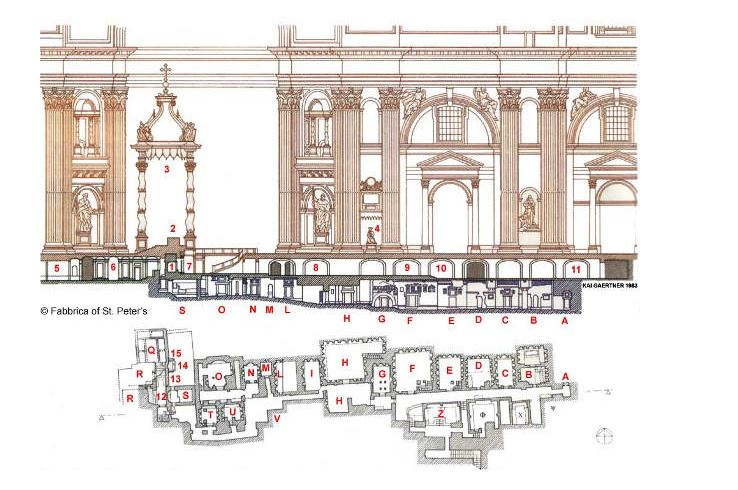 3
2
4
5
6
1
7
8
9
10
11
KAI GAERTNER 1983
© Fabbrica of St. Peter's
S O N M L H G F E D C B A
Q
15
14
R
13
12
S
R
O
N
M
L
I
H
G
F
E
D
C
B
A
T
U
H
V
Z
X